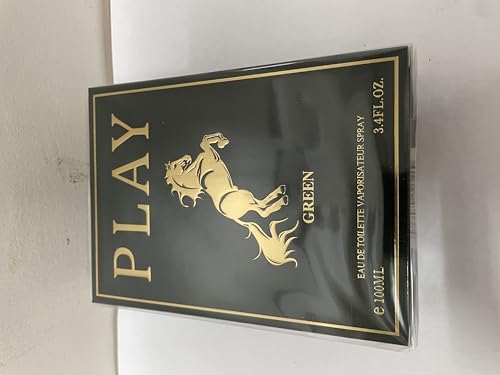 PLAY
GREEN
EAU DE TOILETTE VAPORISATEUR SPRAY
e 100ML 3.4FL.OZ.